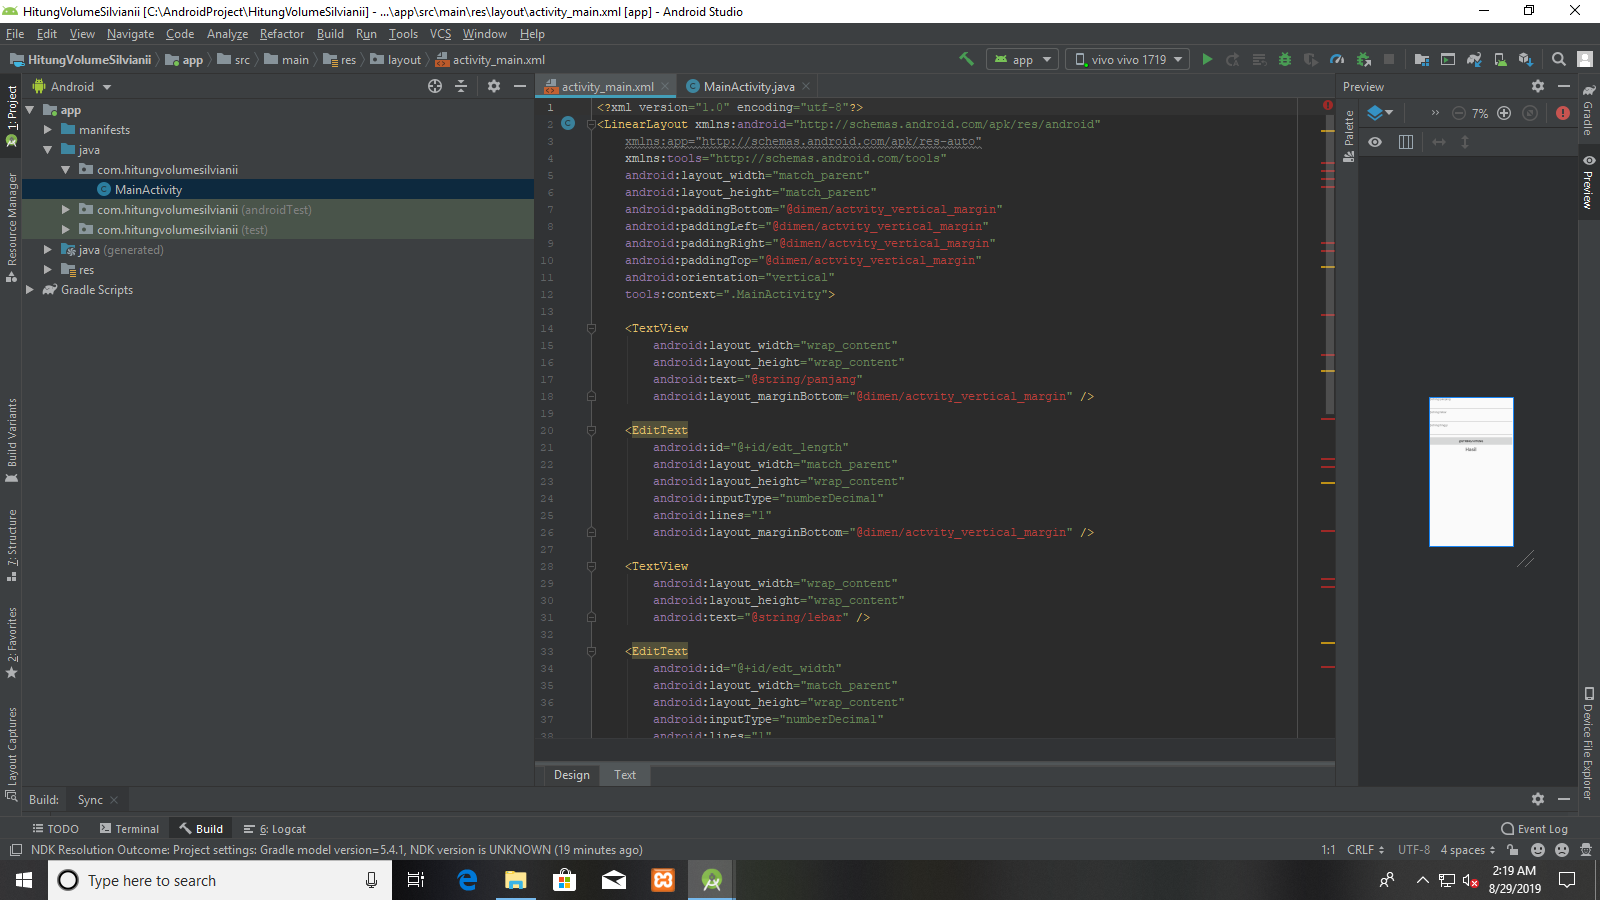 HitungVolumeSilvianii [C:\AndroidProject\HitungVolumeSilvianii] - ...\app\src\main\res\layout\activity_main.xml [app] - Android Studio
File Edit View Navigate Code Analyze Refactor Build Run Tools VCS Window Help
HitungVolumeSilvianii app src main res layout activity_main.xml app vivo vivo 1719
Android activity_main.xml MainActivity.java Preview
1: Project
Resource Manager
Build Variants
7: Structure
2: Favorites
Layout Captures
app
manifests
java
com.hitungvolumesilvianii
MainActivity
com.hitungvolumesilvianii (androidTest)
com.hitungvolumesilvianii (test)
java (generated)
res
Gradle Scripts
1 <?xml version="1.0" encoding="utf-8"?>
2 <LinearLayout xmlns:android="http://schemas.android.com/apk/res/android"
3 xmlns:app="http://schemas.android.com/apk/res-auto"
4 xmlns:tools="http://schemas.android.com/tools"
5 android:layout_width="match_parent"
6 android:layout_height="match_parent"
7 android:paddingBottom="@dimen/actvity_vertical_margin"
8 android:paddingLeft="@dimen/actvity_vertical_margin"
9 android:paddingRight="@dimen/actvity_vertical_margin"
10 android:paddingTop="@dimen/actvity_vertical_margin"
11 android:orientation="vertical"
12 tools:context=".MainActivity">
13
14 <TextView
15 android:layout_width="wrap_content"
16 android:layout_height="wrap_content"
17 android:text="@string/panjang"
18 android:layout_marginBottom="@dimen/actvity_vertical_margin" />
19
20 <EditText
21 android:id="@+id/edt_length"
22 android:layout_width="match_parent"
23 android:layout_height="wrap_content"
24 android:inputType="numberDecimal"
25 android:lines="1"
26 android:layout_marginBottom="@dimen/actvity_vertical_margin" />
27
28 <TextView
29 android:layout_width="wrap_content"
30 android:layout_height="wrap_content"
31 android:text="@string/lebar" />
32
33 <EditText
34 android:id="@+id/edt_width"
35 android:layout_width="match_parent"
36 android:layout_height="wrap_content"
37 android:inputType="numberDecimal"
38 android:lines="1"
Design Text
Palette
7%
Hasil
Gradle
Preview
Device File Explorer
Build: Sync
TODO Terminal Build 6: Logcat Event Log
NDK Resolution Outcome: Project settings: Gradle model version=5.4.1, NDK version is UNKNOWN (19 minutes ago) 1:1 CRLF UTF-8 4 spaces
Type here to search
2:19 AM
8/29/2019